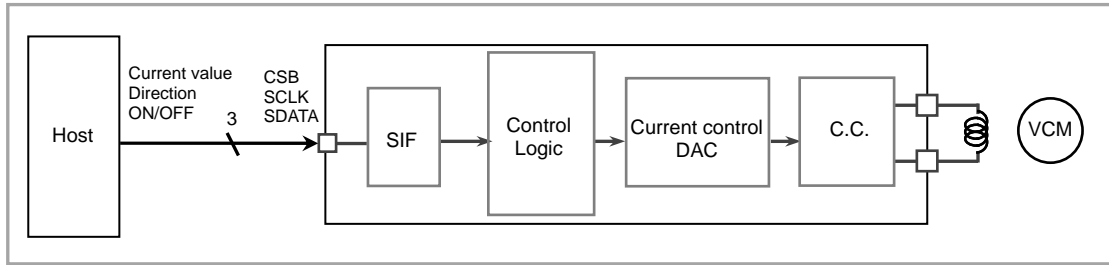 Host
Current value
Direction
ON/OFF
3
CSB
SCLK
SDATA
SIF
Control
Logic
Current control
DAC
C.C.
VCM